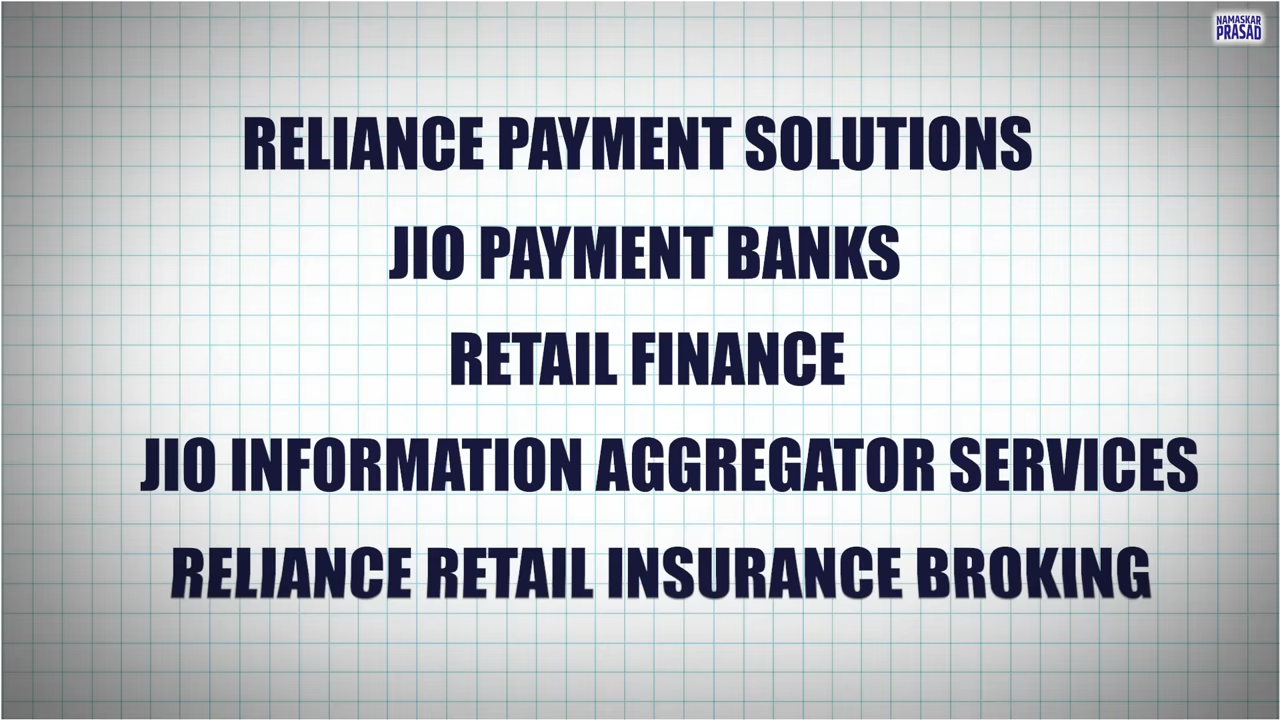 NAMASKAR
PRASAD
RELIANCE PAYMENT SOLUTIONS
JIO PAYMENT BANKS
RETAIL FINANCE
JIO INFORMATION AGGREGATOR SERVICES
RELIANCE RETAIL INSURANCE BROKING